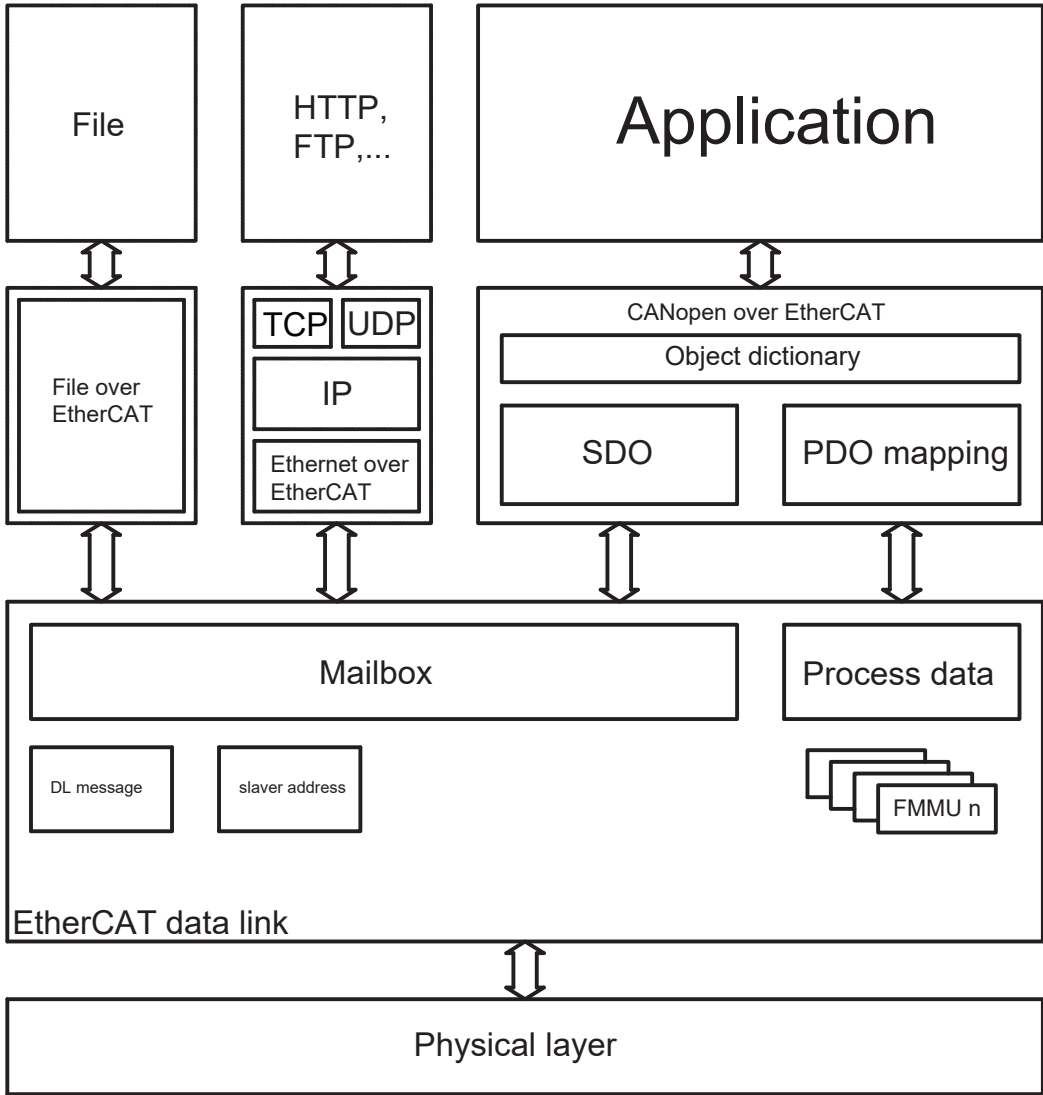 File
HTTP,
FTP,...
Application
File over
EtherCAT
TCP
UDP
IP
Ethernet over
EtherCAT
CANopen over EtherCAT
Object dictionary
SDO
PDO mapping
Mailbox
Process data
DL message
slaver address
FMMU n
EtherCAT data link
Physical layer